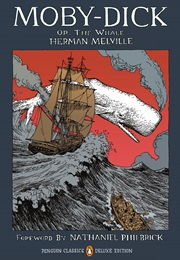 MOBY-DICK
OR, THE WHALE
HERMAN MELVILLE
FOREWORD BY NATHANIEL PHILBRICK
PENGUIN CLASSICS DELUXE EDITION